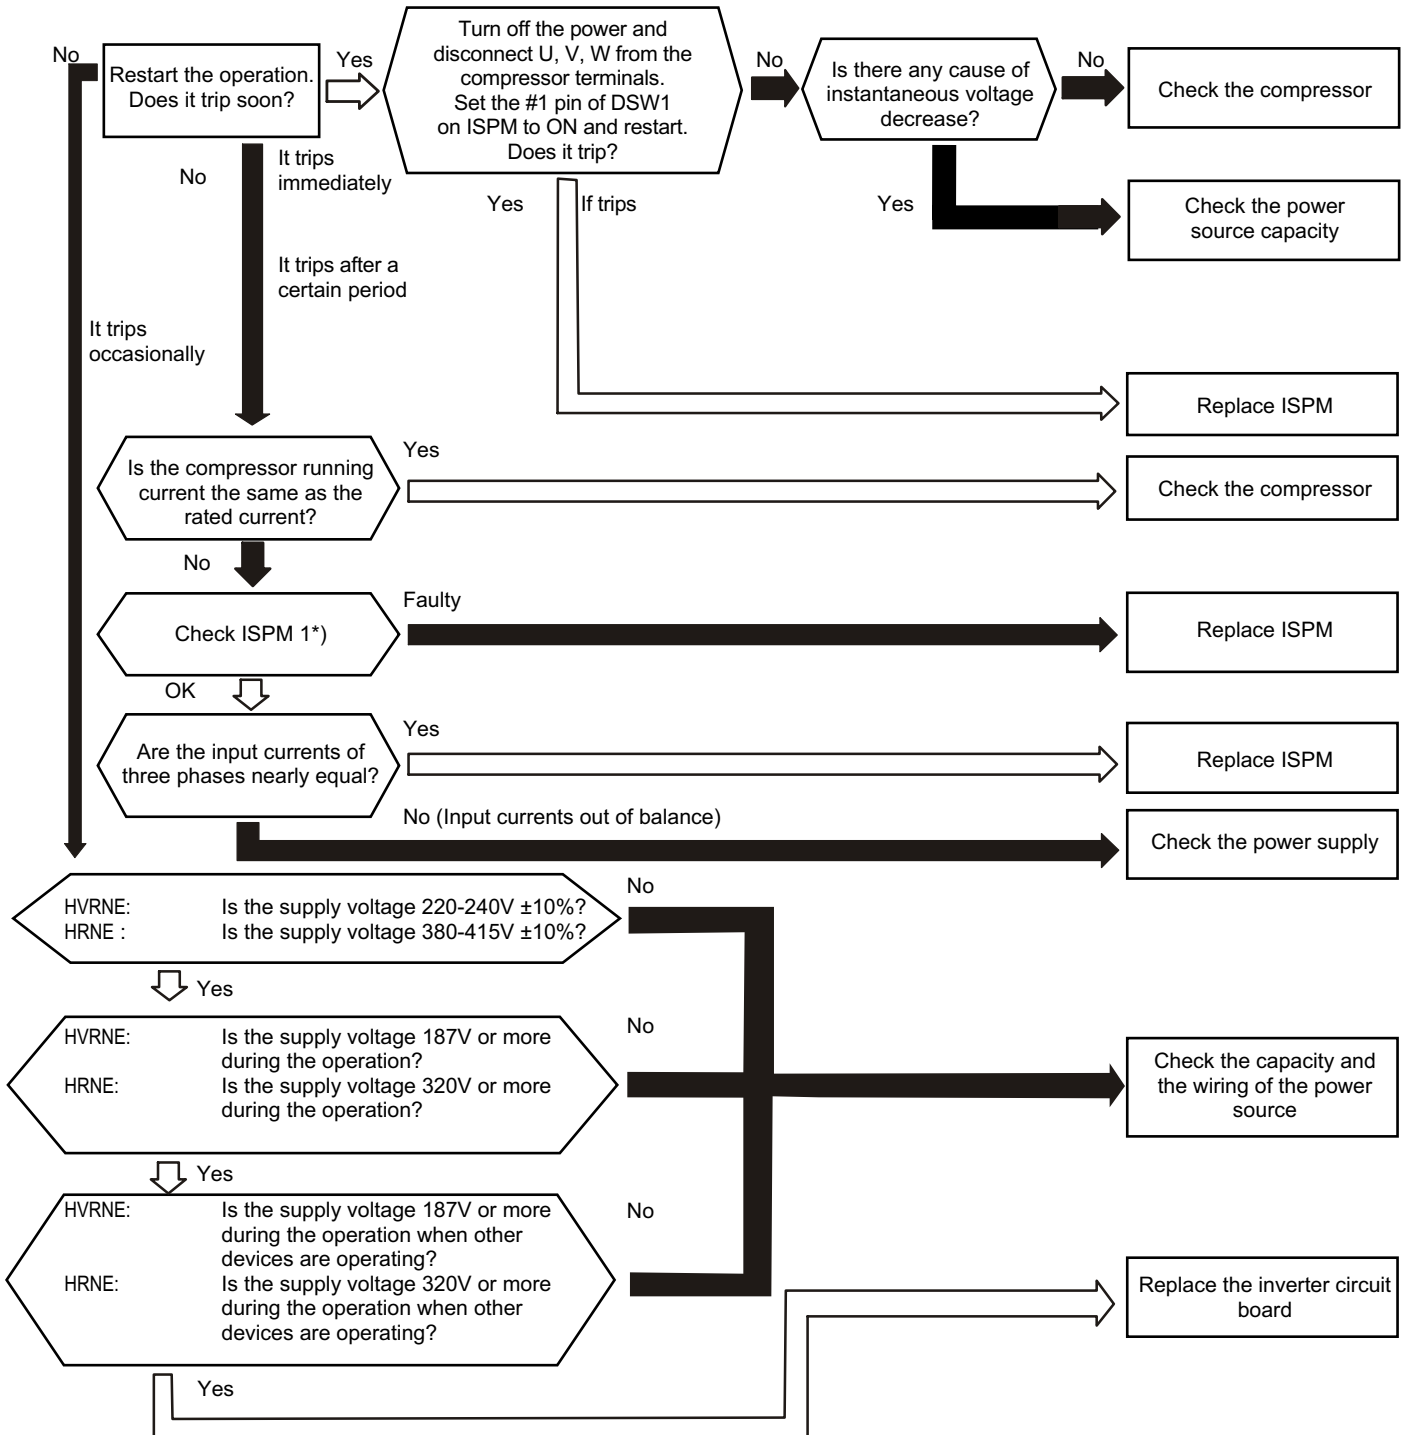 No
Restart the operation.
Does it trip soon?
Yes
Turn off the power and
disconnect U, V, W from the
compressor terminals.
Set the #1 pin of DSW1
on ISPM to ON and restart.
Does it trip?
No
Is there any cause of
instantaneous voltage
decrease?
No
Check the compressor
No
It trips
immediately
Yes
If trips
Yes
Check the power
source capacity
It trips after a
certain period
It trips
occasionally
Replace ISPM
Is the compressor running
current the same as the
rated current?
Yes
Check the compressor
No
Check ISPM 1*)
Faulty
Replace ISPM
OK
Are the input currents of
three phases nearly equal?
Yes
Replace ISPM
No (Input currents out of balance)
Check the power supply
HVRNE: Is the supply voltage 220-240V ±10%?
HRNE : Is the supply voltage 380-415V ±10%?
No
Yes
HVRNE: Is the supply voltage 187V or more
during the operation?
HRNE: Is the supply voltage 320V or more
during the operation?
No
Check the capacity and
the wiring of the power
source
Yes
HVRNE: Is the supply voltage 187V or more
during the operation when other
devices are operating?
HRNE: Is the supply voltage 320V or more
during the operation when other
devices are operating?
No
Replace the inverter circuit
board
Yes